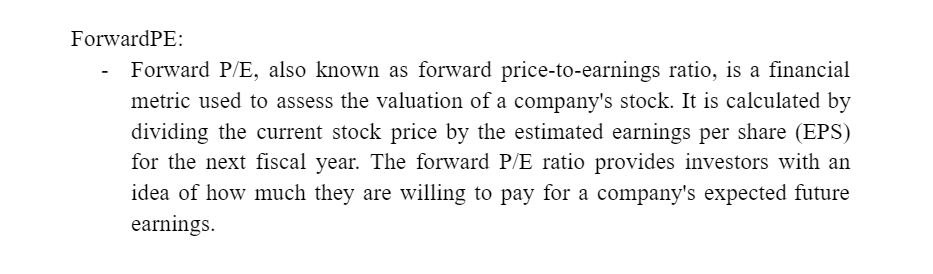 ForwardPE:
- Forward P/E, also known as forward price-to-earnings ratio, is a financial
metric used to assess the valuation of a company's stock. It is calculated by
dividing the current stock price by the estimated earnings per share (EPS)
for the next fiscal year. The forward P/E ratio provides investors with an
idea of how much they are willing to pay for a company's expected future
earnings.